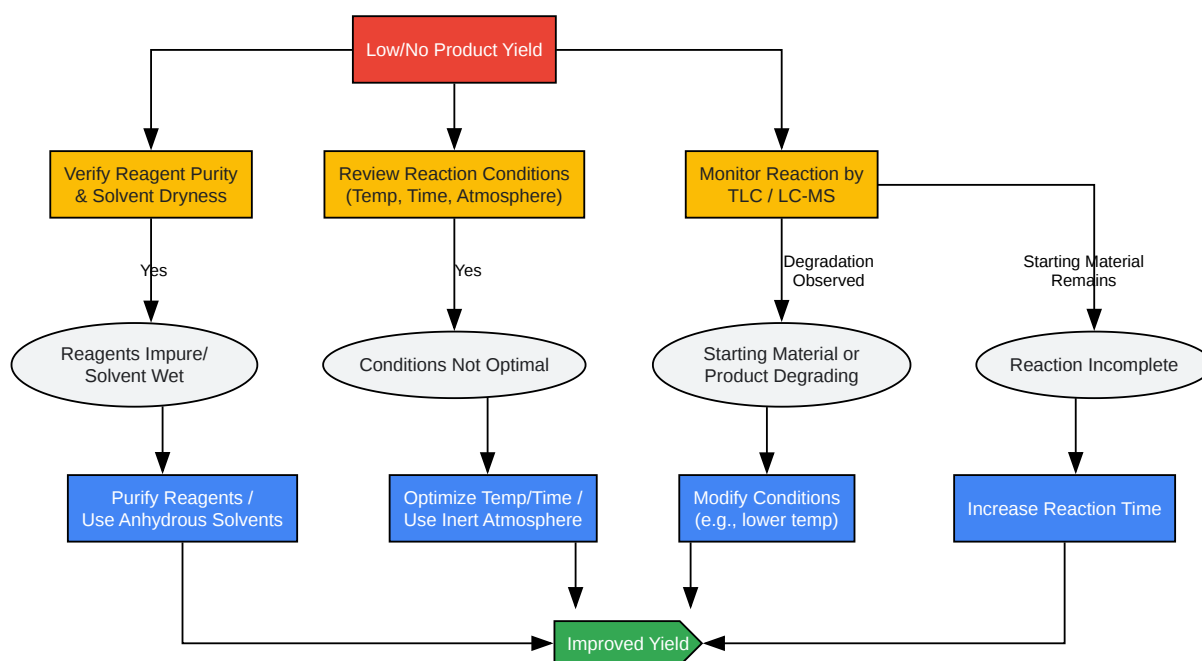 Low/No Product Yield
Verify Reagent Purity
& Solvent Dryness
Review Reaction Conditions
(Temp, Time, Atmosphere)
Monitor Reaction by
TLC / LC-MS
Yes
Yes
Degradation
Observed
Starting Material
Remains
Reagents Impure/
Solvent Wet
Conditions Not Optimal
Starting Material or
Product Degrading
Reaction Incomplete
Purify Reagents /
Use Anhydrous Solvents
Optimize Temp/Time /
Use Inert Atmosphere
Modify Conditions
(e.g., lower temp)
Increase Reaction Time
Improved Yield